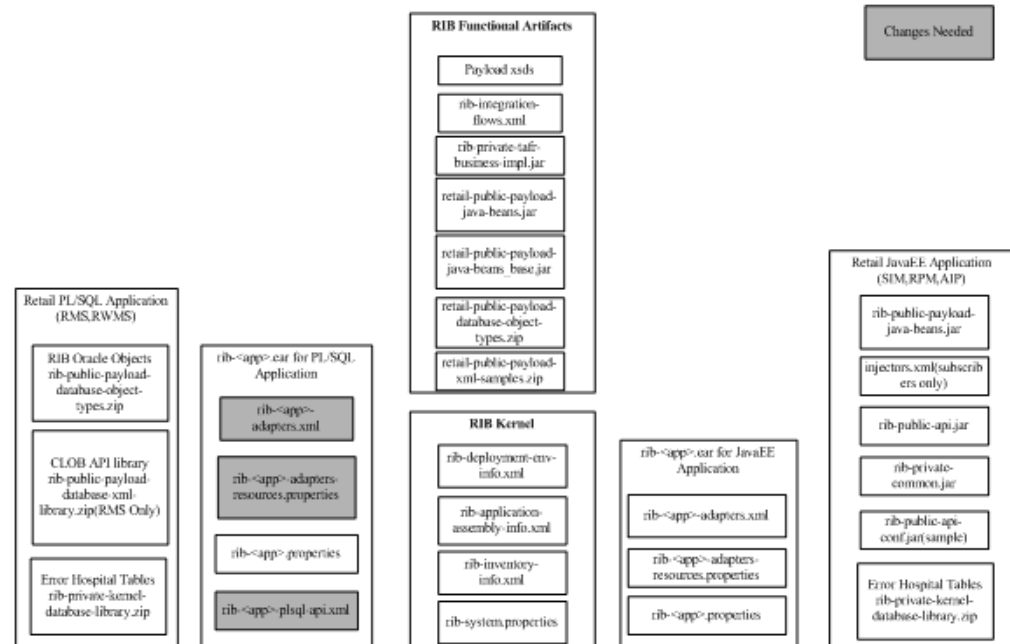 RIB Functional Artifacts
Payload xsds
rib-integration-
flows.xml
rib-private-tafr-
business-impl.jar
retail-public-payload-
java-beans.jar
retail-public-payload-
java-beans_base.jar
retail-public-payload-
database-object-
types.zip
retail-public-payload-
xml-samples.zip
Changes Needed
Retail PL/SQL Application
(RMS,RWMS)
RIB Oracle Objects
rib-public-payload-
database-object-
types.zip
CLOB API library
rib-public-payload-
database-xml-
library.zip(RMS Only)
Error Hospital Tables
rib-private-kernel-
database-library.zip
rib-<app>.ear for PL/SQL
Application
rib-<app>-
adapters.xml
rib-<app>-adapters-
resources.properties
rib-<app>.properties
rib-<app>-plsql-api.xml
RIB Kernel
rib-deployment-env-
info.xml
rib-application-
assembly-info.xml
rib-inventory-
info.xml
rib-system.properties
rib-<app>.ear for JavaEE
Application
rib-<app>-adapters.xml
rib-<app>-adapters-
resources.properties
rib-<app>.properties
Retail JavaEE Application
(SIM,RPM,AIP)
rib-public-payload-
java-beans.jar
injectors.xml(subscrib
ers only)
rib-public-api.jar
rib-private-
common.jar
rib-public-api-
conf.jar(sample)
Error Hospital Tables
rib-private-kernel-
database-library.zip